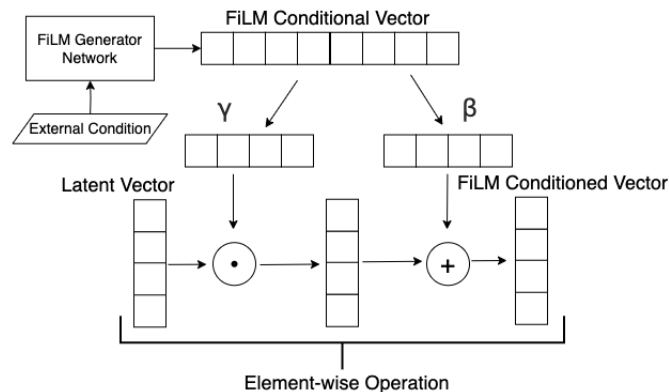 FiLM Conditional Vector
FiLM Generator
Network
External Condition
γ
β
Latent Vector
FiLM Conditioned Vector
•
+
Element-wise Operation